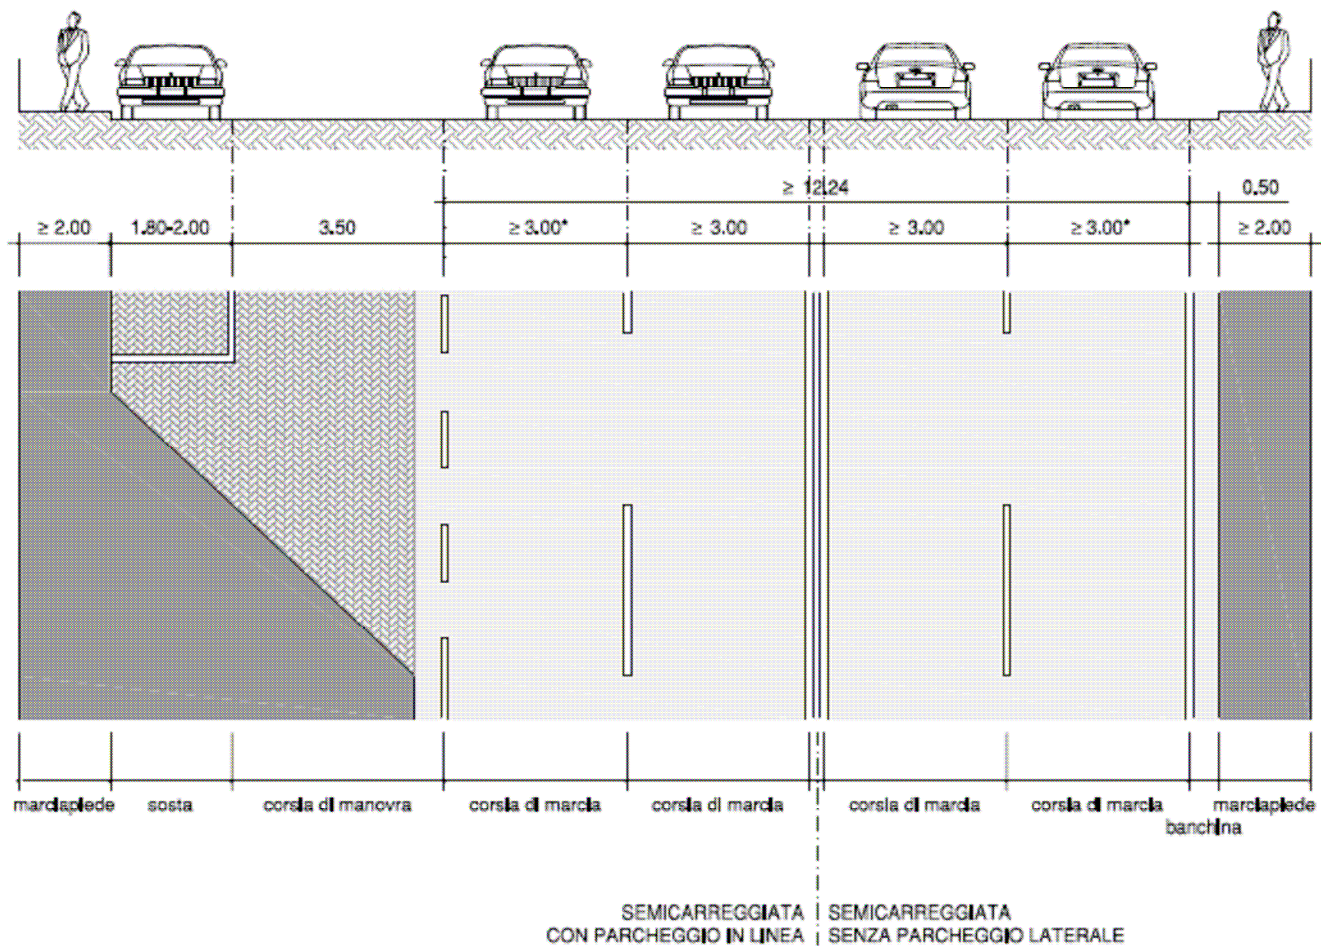 ≥ 12.24 0.50
≥ 2.00 1.80-2.00 3.50 ≥ 3.00* ≥ 3.00 ≥ 3.00 ≥ 3.00* ≥ 2.00
marciapiede sosta corsia di manovra corsia di marcia corsia di marcia corsia di marcia corsia di marcia marciapiede
banchina
SEMICARREGGIATA SEMICARREGGIATA
CON PARCHEGGIO IN LINEA SENZA PARCHEGGIO LATERALE